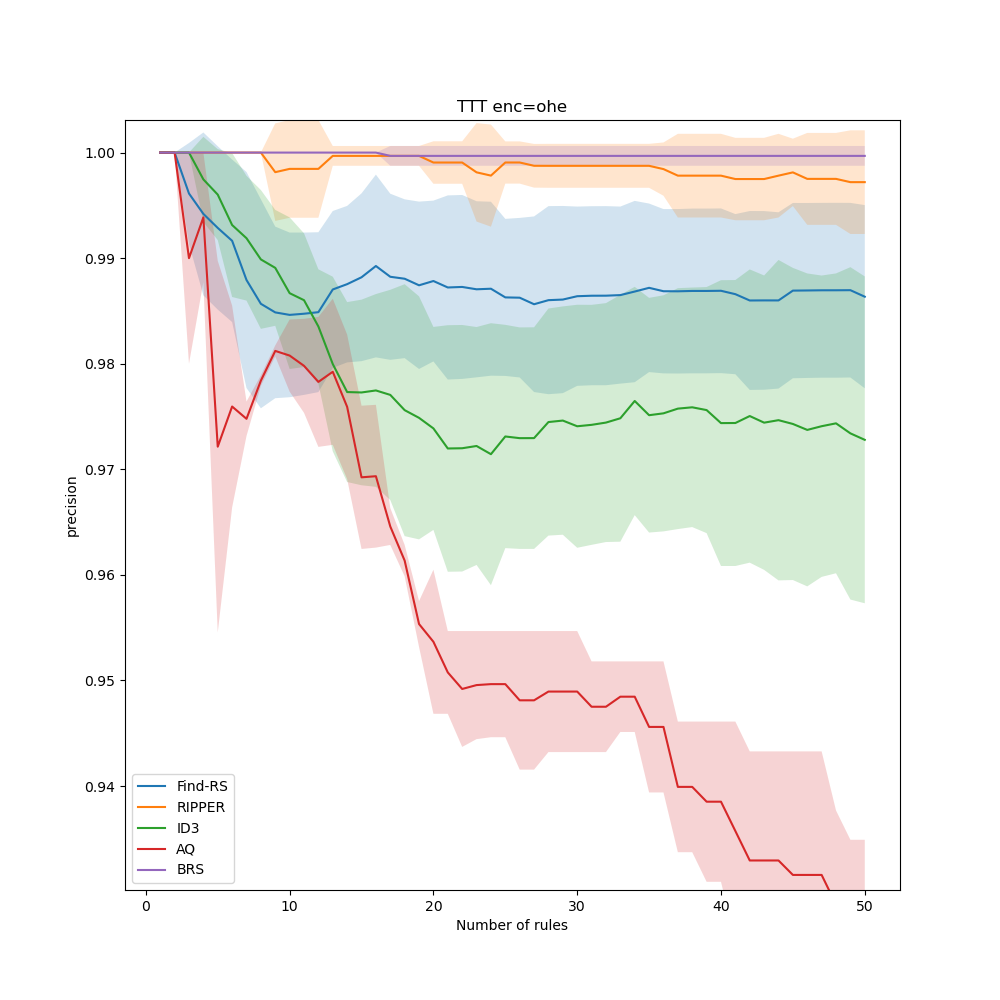 TTT enc=ohe
precision
1.00
0.99
0.98
0.97
0.96
0.95
0.94
Find-RS
RIPPER
ID3
AQ
BRS
0
10
20
30
40
50
Number of rules